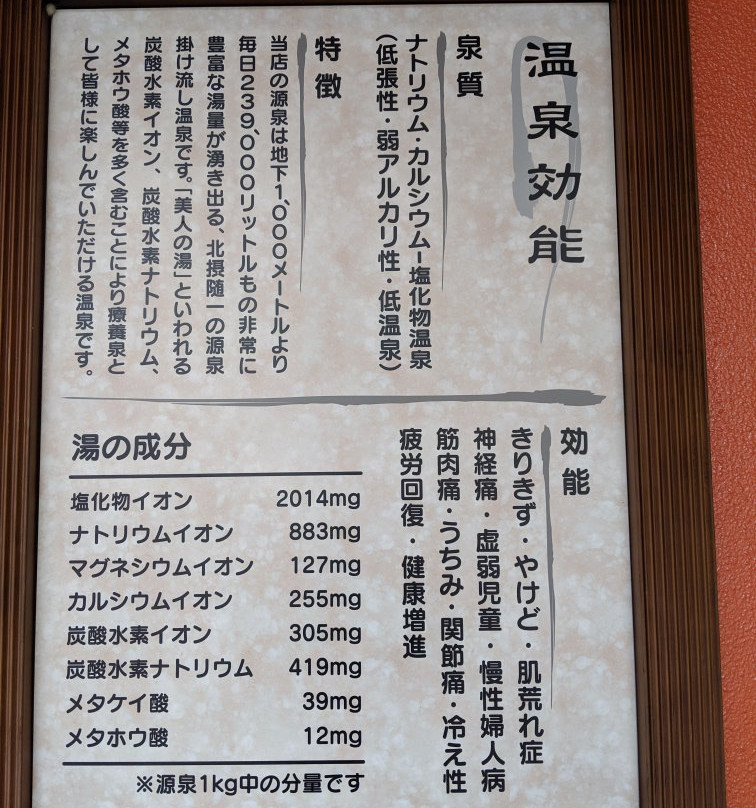 温泉効能
泉質
ナトリウム・カルシウム-塩化物温泉
(低張性・弱アルカリ性・低温泉)
特徴
当店の源泉は地下1,000メートルより
毎日239,000リットルもの非常に
豊富な湯量が湧き出る、北摂随一の源泉
掛け流し温泉です。「美人の湯」といわれる
炭酸水素イオン、炭酸水素ナトリウム、
メタホウ酸等を多く含むことにより療養泉と
して皆様に楽しんでいただける温泉です。
効能
きりきず・やけど・肌荒れ症
神経痛・虚弱児童・慢性婦人病
筋肉痛・うちみ・関節痛・冷え性
疲労回復・健康増進
湯の成分
塩化物イオン 2014mg
ナトリウムイオン 883mg
マグネシウムイオン 127mg
カルシウムイオン 255mg
炭酸水素イオン 305mg
炭酸水素ナトリウム 419mg
メタケイ酸 39mg
メタホウ酸 12mg
※源泉1kg中の分量です